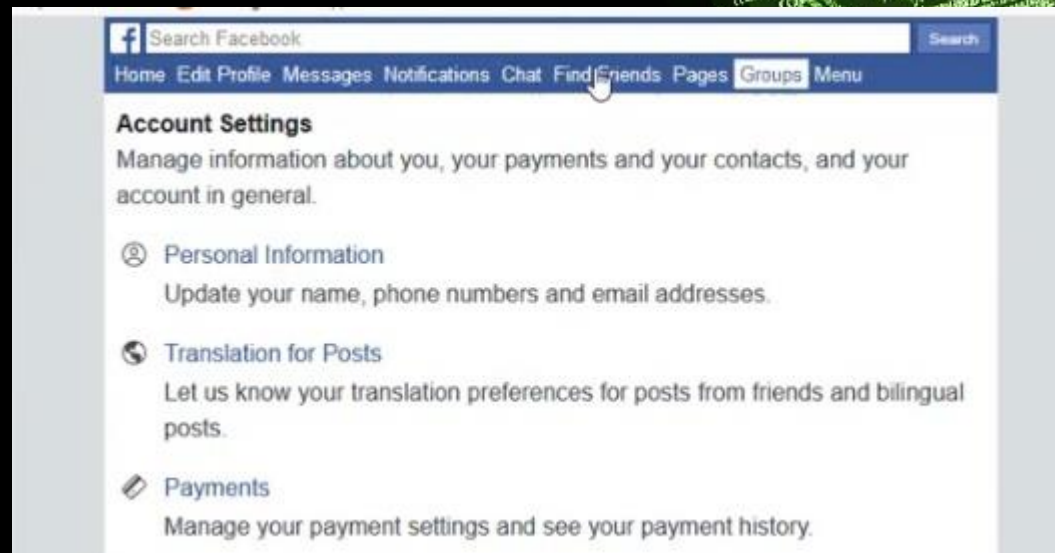 f Search Facebook Search
Home Edit Profile Messages Notifications Chat Find Friends Pages Groups Menu
Account Settings
Manage information about you, your payments and your contacts, and your
account in general.
Personal Information
Update your name, phone numbers and email addresses.
Translation for Posts
Let us know your translation preferences for posts from friends and bilingual
posts.
Payments
Manage your payment settings and see your payment history.